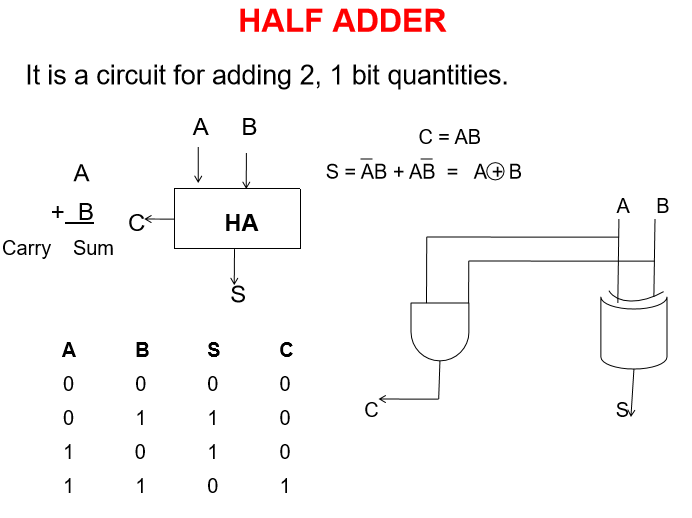 HALF ADDER
It is a circuit for adding 2, 1 bit quantities.
A B
C = AB
S = A̅B + AB̅ = A⊕B
A
+ B
Carry Sum
C
HA
S
A B
C
S
A B S C
0 0 0 0
0 1 1 0
1 0 1 0
1 1 0 1